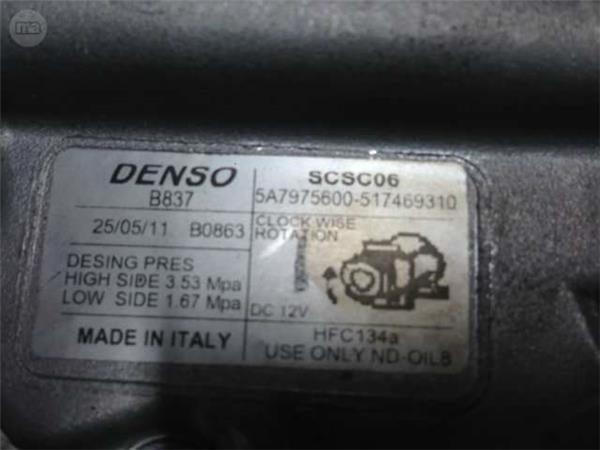 ma
DENSO
B837
25/05/11 B0863
DESING PRES
HIGH SIDE 3.53 Mpa
LOW SIDE 1.67 Mpa
MADE IN ITALY
SCSC06
5A7975600-517469310
CLOCK WISE
ROTATION
DC 12V
HFC134a
USE ONLY ND-OIL8